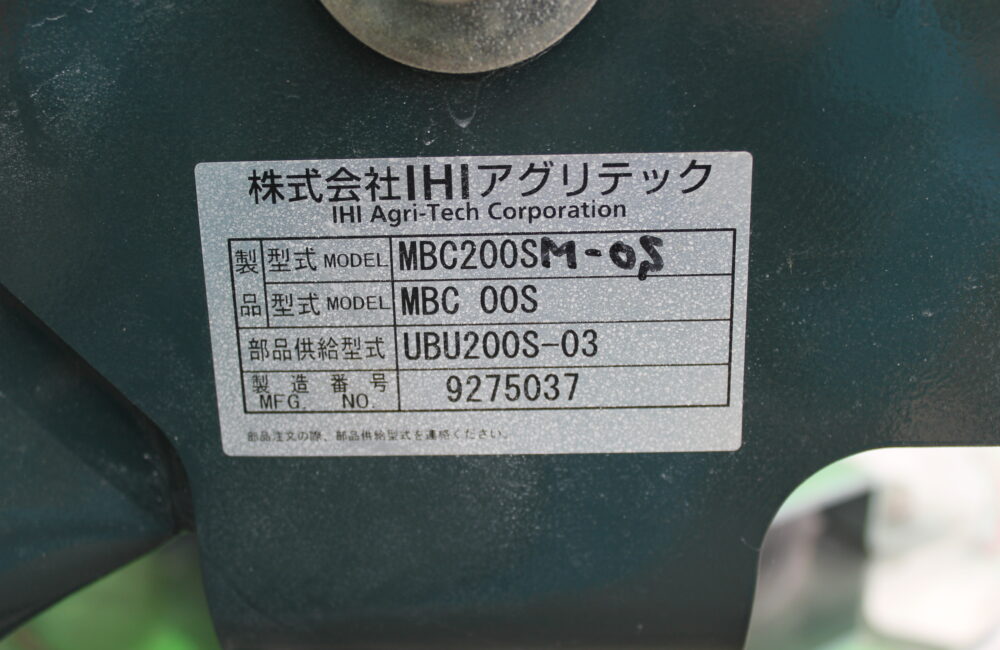 株式会社IHIアグリテック
IHI Agri-Tech Corporation
製 型式 MODEL MBC200SM-0S
品 型式 MODEL MBC 00S
部品供給型式 UBU200S-03
製造番号 9275037
MFG. NO.
部品注文の際、部品供給型式を連絡ください。